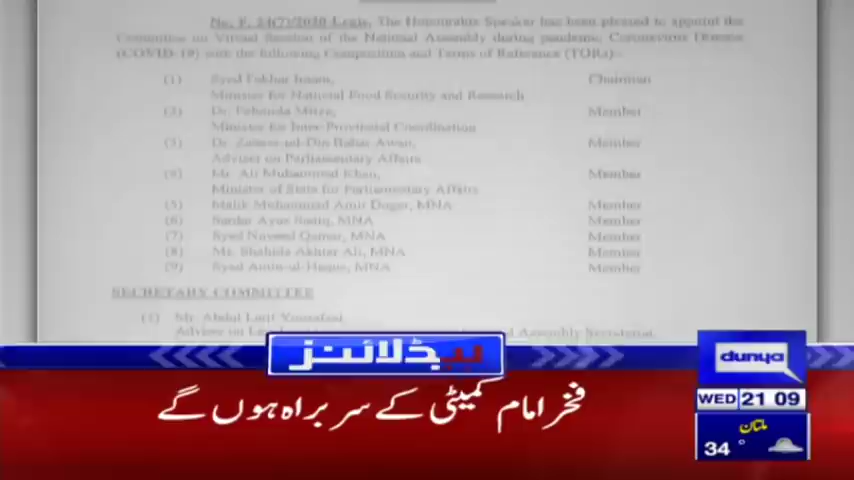 No. F. 24(7)/2020-Legis. The Honourable Speaker has been pleased to appoint the
Committee on Virtual Session of the National Assembly during pandemic, Coronavirus Disease
(COVID-19) with the following Composition and Terms of Reference (TORs):-
(1) Syed Fakhar Imam, Chairman
Minister for National Food Security and Research
(2) Dr. Fehmida Mirza, Member
Minister for Inter-Provincial Coordination
(3) Dr. Zaheer-ud-Din Babar Awan, Member
Adviser on Parliamentary Affairs
(4) Mr. Ali Muhammad Khan, Member
Minister of State for Parliamentary Affairs
(5) Malik Muhammad Amir Dogar, MNA Member
(6) Sardar Ayaz Sadiq, MNA Member
(7) Syed Naveed Qamar, MNA Member
(8) Ms. Shahida Akhtar Ali, MNA Member
(9) Syed Amin-ul-Haque, MNA Member
SECRETARY COMMITTEE
(1) Mr. Abdul Latif Yousafzai
Adviser on Assembly Secretariat
ہیڈلائنز
dunya
WED 21 09
فخر امام کمیٹی کے سربراہ ہوں گے
ملتان
34 °